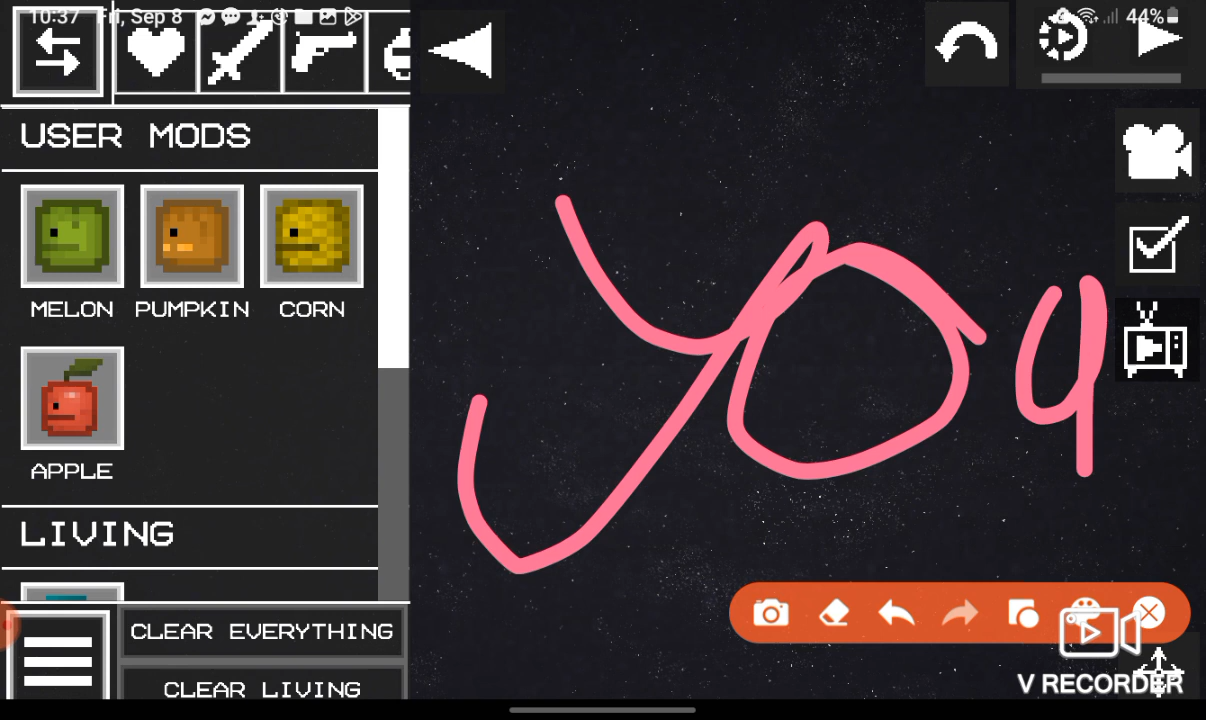 10:37 Fri, Sep 8 44%
USER MODS
MELON PUMPKIN CORN
you
APPLE
LIVING
CLEAR EVERYTHING
CLEAR LIVING
V RECORDER